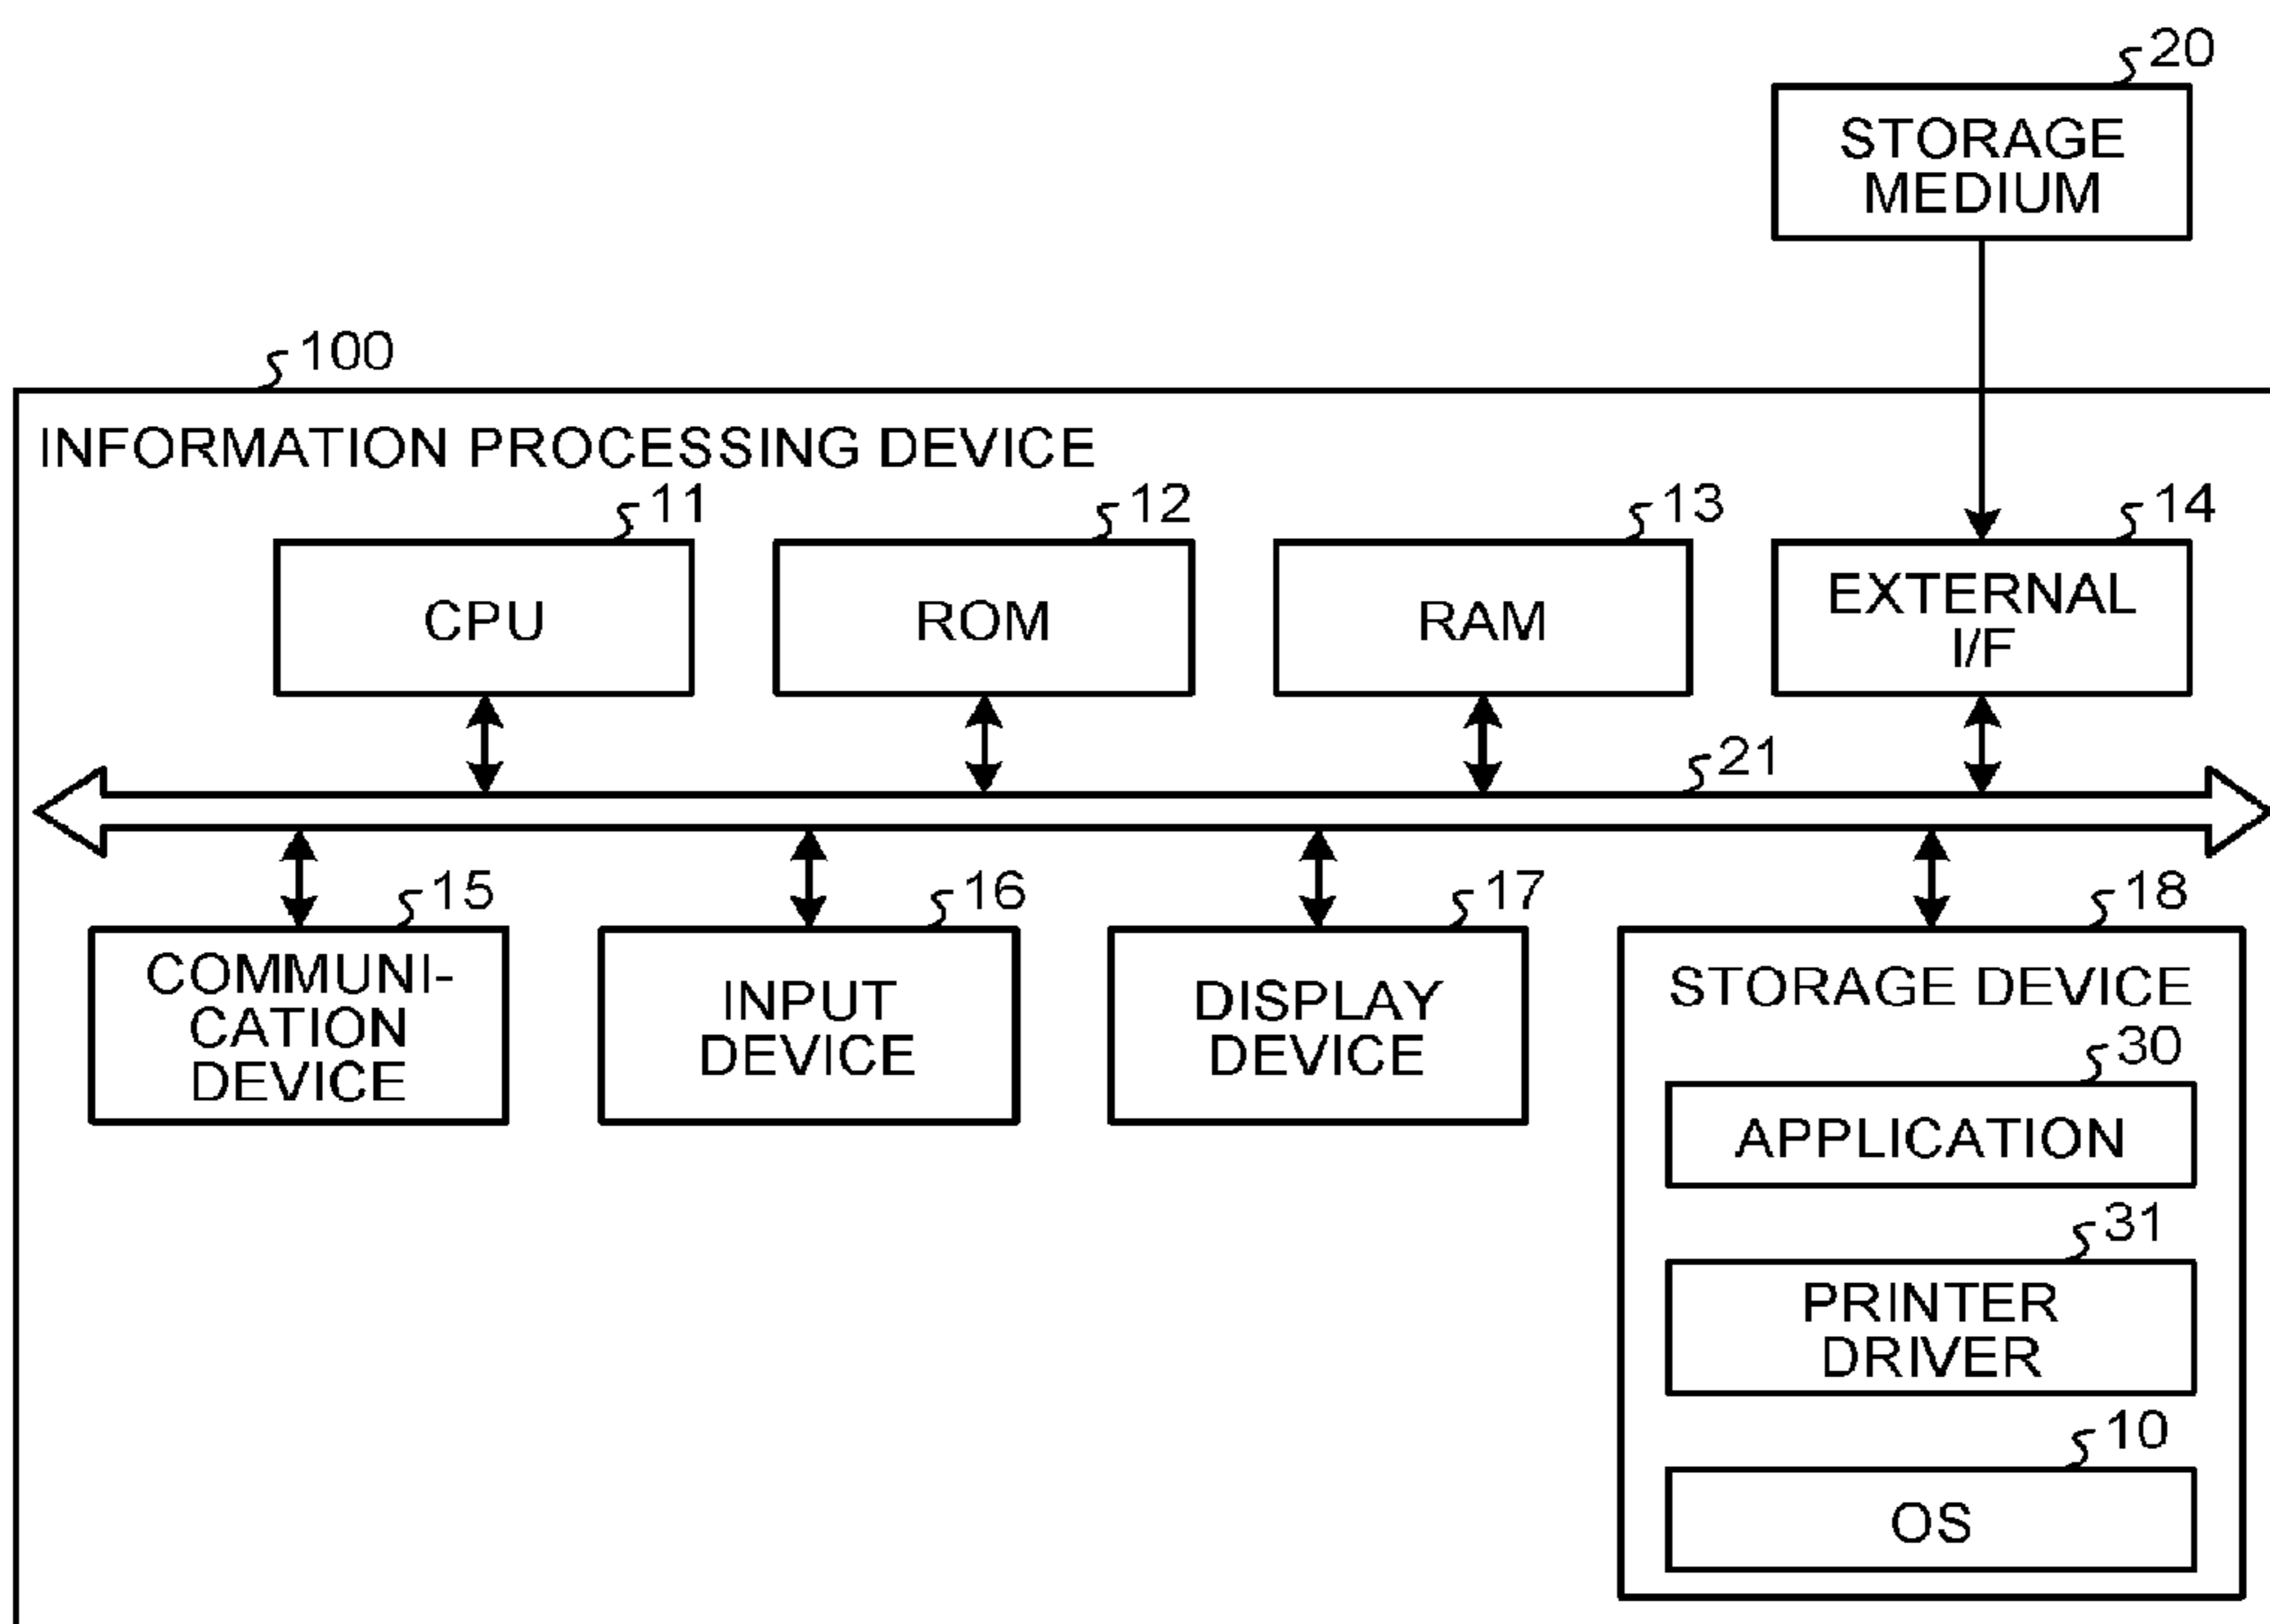 20
STORAGE
MEDIUM
100
INFORMATION PROCESSING DEVICE
11
12
13
14
CPU
ROM
RAM
EXTERNAL
I/F
21
15
16
17
18
COMMUNI-
CATION
DEVICE
INPUT
DEVICE
DISPLAY
DEVICE
STORAGE DEVICE
30
APPLICATION
31
PRINTER
DRIVER
10
OS